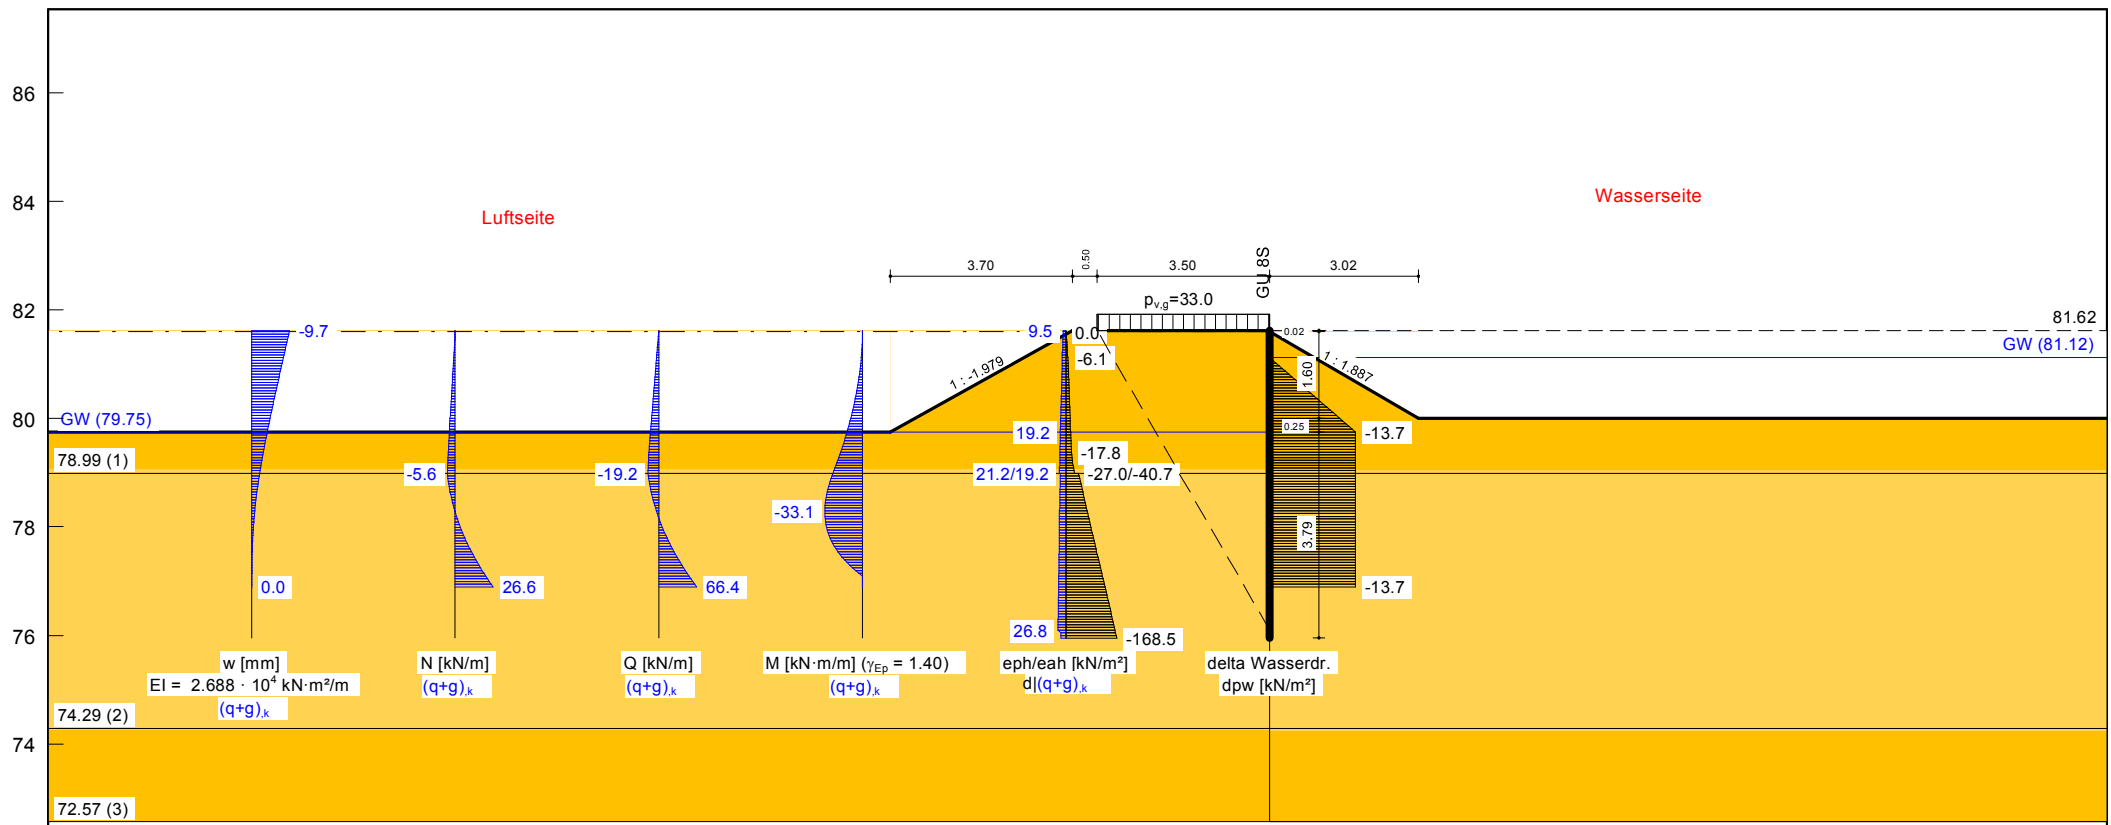 86
84
82
80
78
76
74
Luftseite
Wasserseite
3.70
0.50
3.50
GU 8S
3.02
pv,g=33.0
81.62
GW (81.12)
-9.7
9.5
0.0
-6.1
0.02
1.60
1 : -1.979
1 : 1.887
GW (79.75)
19.2
0.25
-13.7
-17.8
78.99 (1)
-5.6
-19.2
21.2/19.2
-27.0/-40.7
-33.1
3.79
0.0
26.6
66.4
-13.7
26.8
-168.5
w [mm]
EI = 2.688 · 10⁴ kN·m²/m
(q+g),k
N [kN/m]
(q+g),k
Q [kN/m]
(q+g),k
M [kN·m/m] (γEp = 1.40)
(q+g),k
eph/eah [kN/m²]
d|(q+g),k
delta Wasserdr.
dpw [kN/m²]
74.29 (2)
72.57 (3)